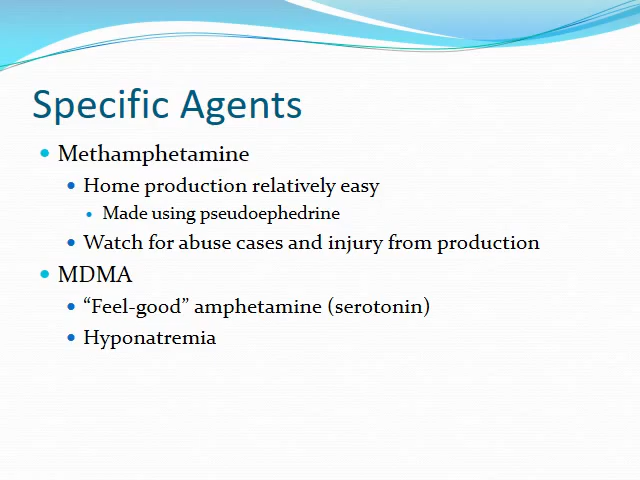 Specific Agents
Methamphetamine
Home production relatively easy
Made using pseudoephedrine
Watch for abuse cases and injury from production
MDMA
“Feel-good” amphetamine (serotonin)
Hyponatremia